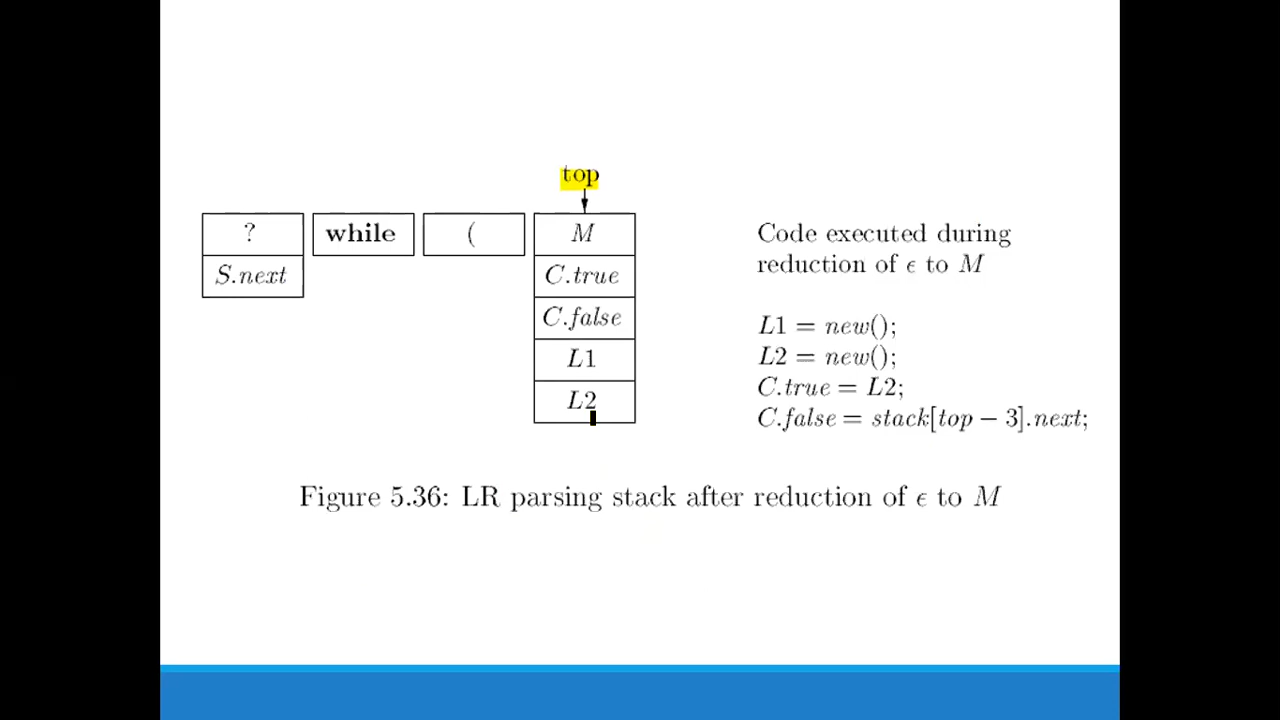 top
? while ( M
S.next C.true
C.false
L1
L2
Code executed during
reduction of ϵ to M
L1 = new();
L2 = new();
C.true = L2;
C.false = stack[top − 3].next;
Figure 5.36: LR parsing stack after reduction of ϵ to M